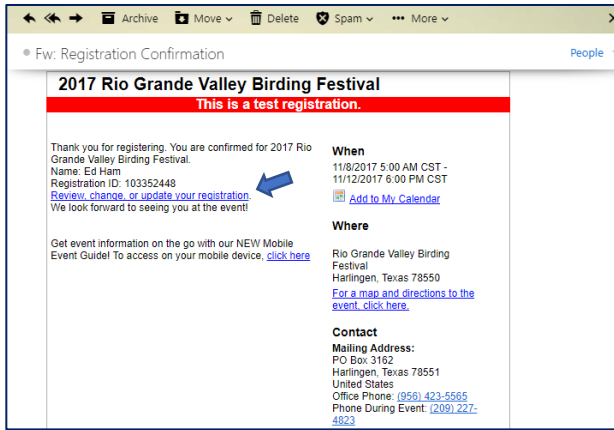 Archive Move Delete Spam More
Fw: Registration Confirmation
People
2017 Rio Grande Valley Birding Festival
This is a test registration.
Thank you for registering. You are confirmed for 2017 Rio
Grande Valley Birding Festival.
Name: Ed Ham
Registration ID: 103352448
Review, change, or update your registration.
We look forward to seeing you at the event!
Get event information on the go with our NEW Mobile
Event Guide! To access on your mobile device, click here
When
11/8/2017 5:00 AM CST -
11/12/2017 6:00 PM CST
Add to My Calendar
Where
Rio Grande Valley Birding
Festival
Harlingen, Texas 78550
For a map and directions to the
event, click here.
Contact
Mailing Address:
PO Box 3162
Harlingen, Texas 78551
United States
Office Phone: (956) 423-5565
Phone During Event: (209) 227-
4823